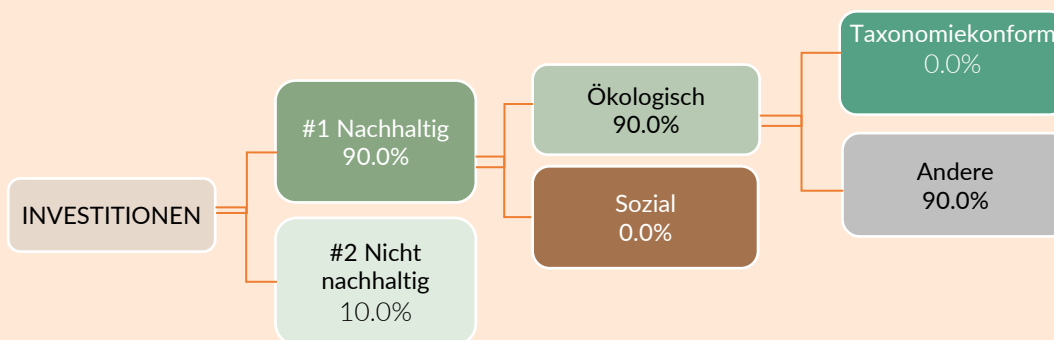 INVESTITIONEN
#1 Nachhaltig
90.0%
#2 Nicht
nachhaltig
10.0%
Ökologisch
90.0%
Sozial
0.0%
Taxonomiekonform
0.0%
Andere
90.0%